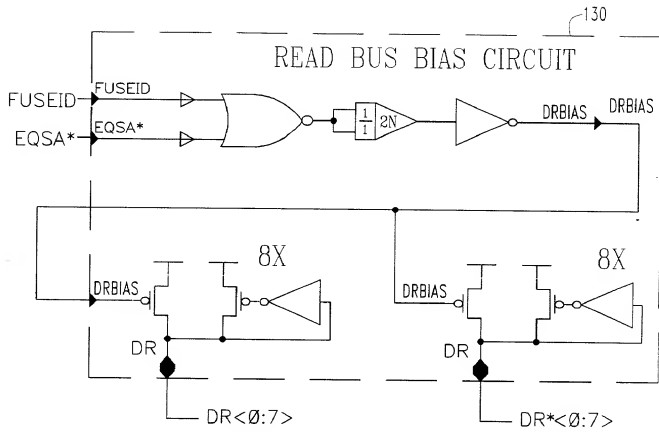 130
READ BUS BIAS CIRCUIT
FUSEID
FUSEID
EQSA*
EQSA*
1
1
2N
DRBIAS
DRBIAS
8X
8X
DRBIAS
DRBIAS
DR
DR
DR<Ø:7>
DR*<Ø:7>